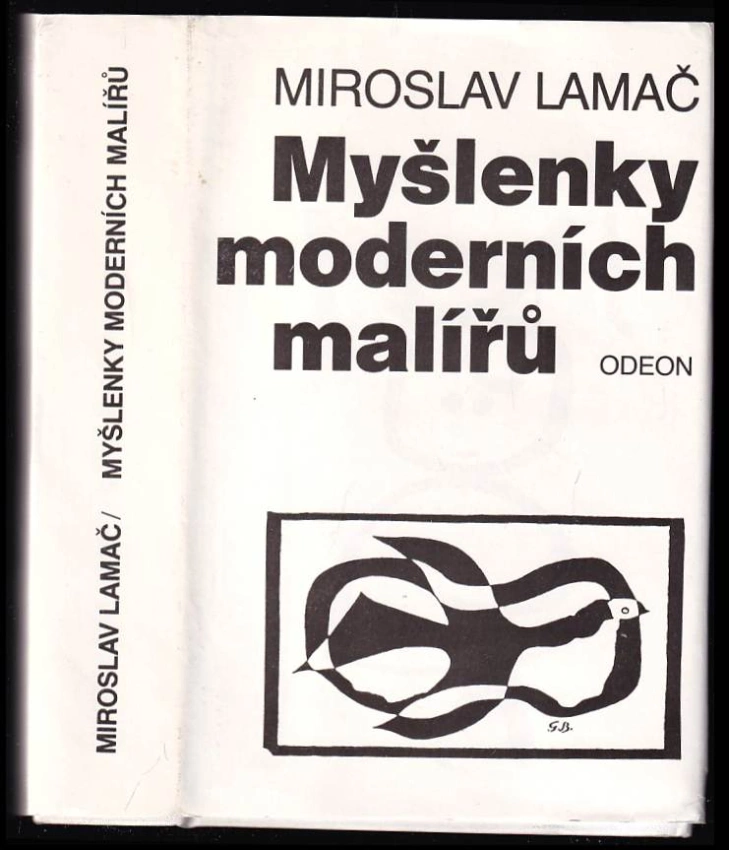 MIROSLAV LAMAČ / MYŠLENKY MODERNÍCH MALÍŘŮ
MIROSLAV LAMAČ
Myšlenky
moderních
malířů
ODEON
G.B.